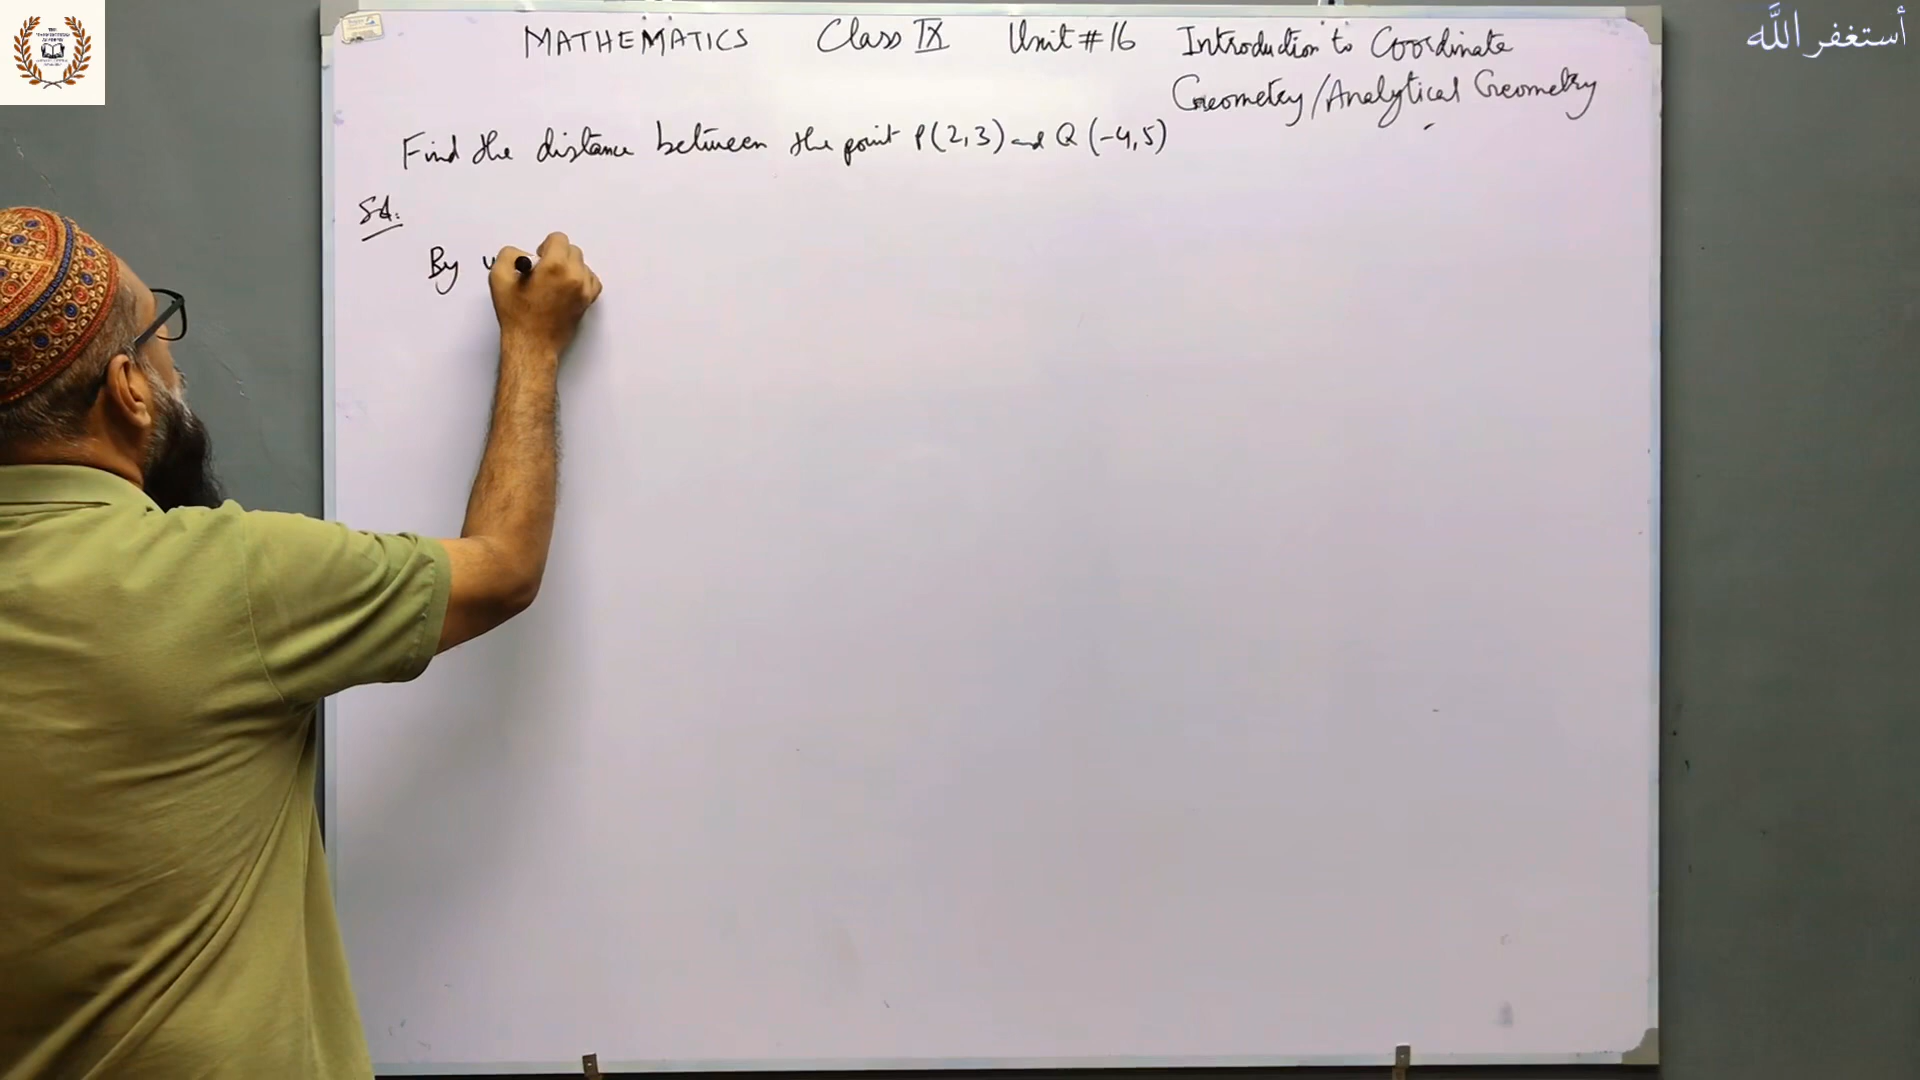 MATHEMATICS Class IX Unit # 16 Introduction to Coordinate
Geometry/Analytical Geometry
أستغفر الله
Find the distance between the point P(2,3) and Q(-4,5)
Sol:
By